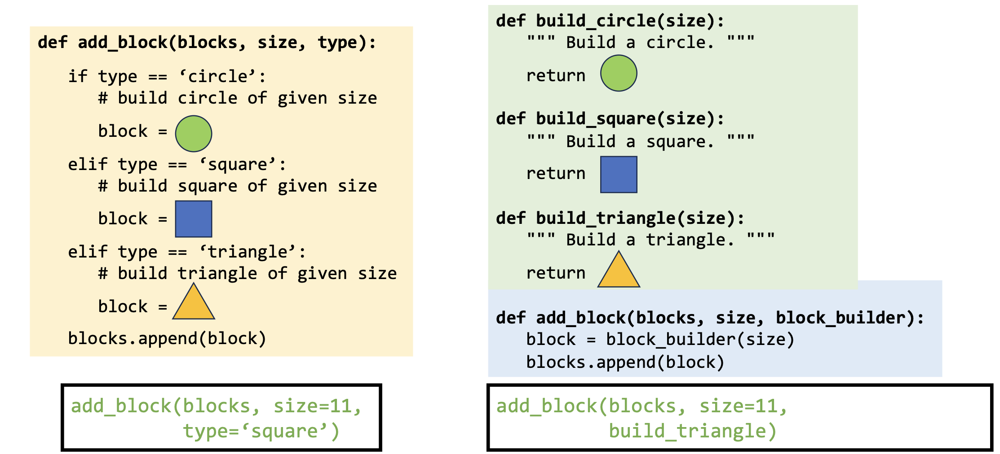 def add_block(blocks, size, type):
if type == ‘circle’:
# build circle of given size
block =
elif type == ‘square’:
# build square of given size
block =
elif type == ‘triangle’:
# build triangle of given size
block =
blocks.append(block)
add_block(blocks, size=11,
type=‘square’)
def build_circle(size):
""" Build a circle. """
return
def build_square(size):
""" Build a square. """
return
def build_triangle(size):
""" Build a triangle. """
return
def add_block(blocks, size, block_builder):
block = block_builder(size)
blocks.append(block)
add_block(blocks, size=11,
build_triangle)